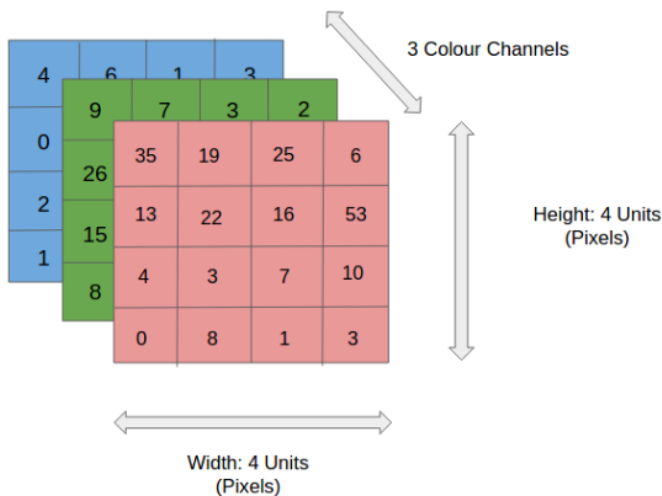 3 Colour Channels
4 6 1 3
9 7 3 2
0
35 19 25 6
26
13 22 16 53
2
15
Height: 4 Units
(Pixels)
1
4 3 7 10
8
0 8 1 3
Width: 4 Units
(Pixels)